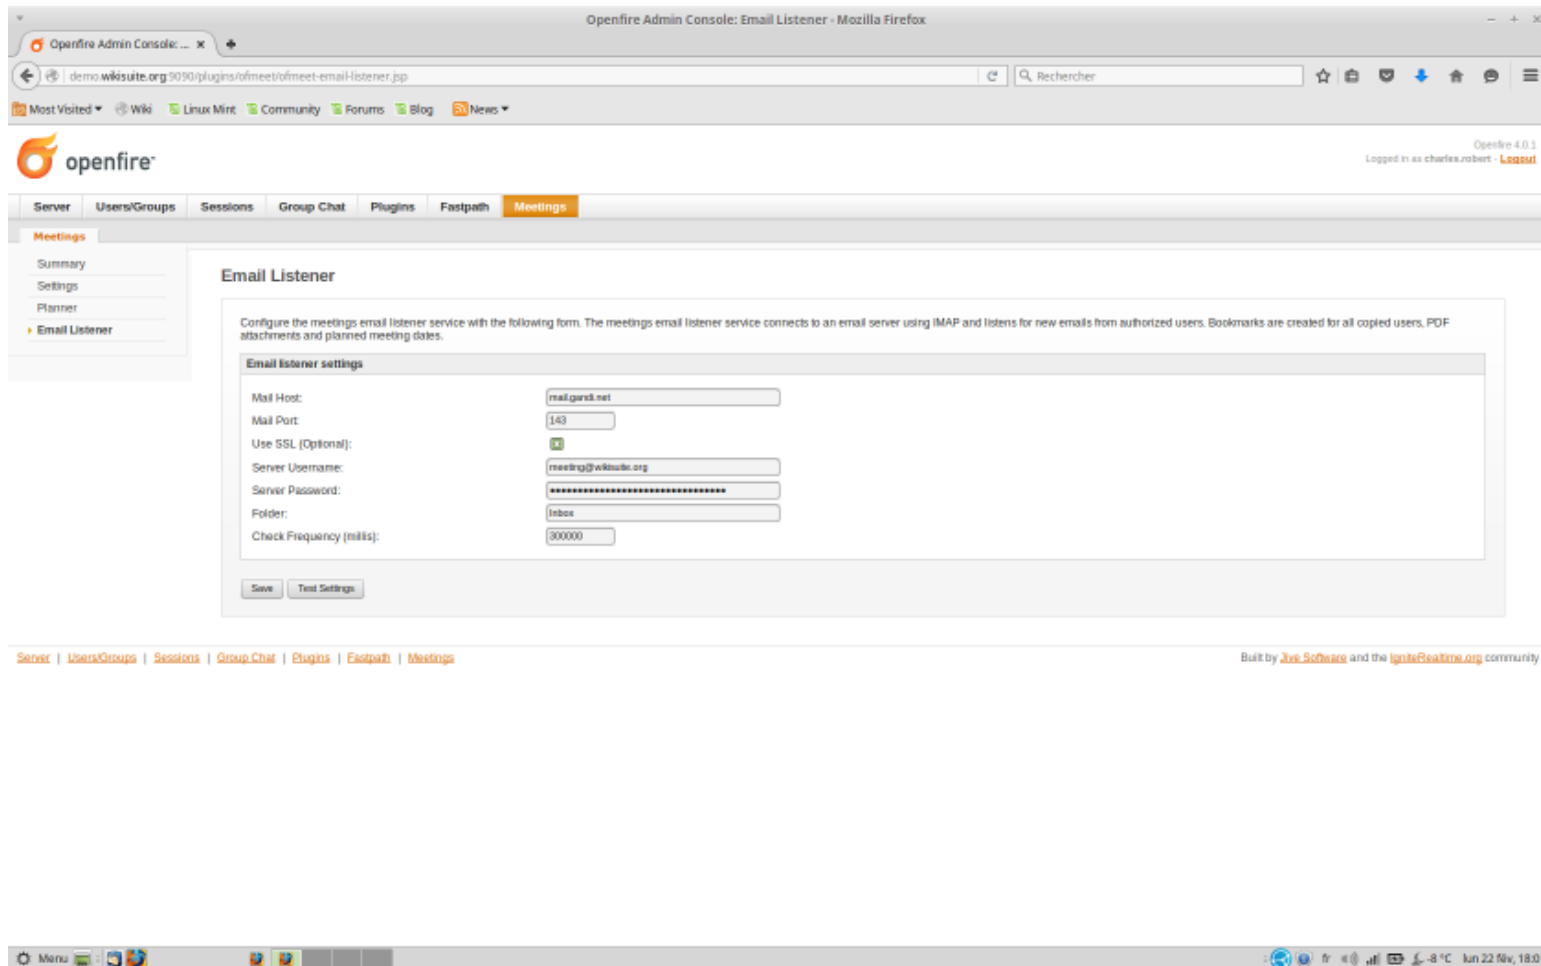 Openfire Admin Console: Email Listener - Mozilla Firefox
Openfire Admin Console: ...
demo.wikisuite.org:9090/plugins/ofmeet/ofmeet-email-listener.jsp
Rechercher
Most Visited Wiki Linux Mint Community Forums Blog News
openfire
Openfire 4.0.1
Logged in as charles.robert - Logout
Server Users/Groups Sessions Group Chat Plugins Fastpath Meetings
Meetings
Summary
Settings
Planner
Email Listener
Email Listener
Configure the meetings email listener service with the following form. The meetings email listener service connects to an email server using IMAP and listens for new emails from authorized users. Bookmarks are created for all copied users, PDF
attachments and planned meeting dates.
Email listener settings
Mail Host: mail.gandi.net
Mail Port: 143
Use SSL (Optional):
Server Username: meeting@wikisuite.org
Server Password:
Folder: Inbox
Check Frequency (millis): 300000
Save Test Settings
Server | Users/Groups | Sessions | Group Chat | Plugins | Fastpath | Meetings
Built by Jive Software and the IgniteRealtime.org community
Menu
fr -8 °C lun 22 fév, 18:0